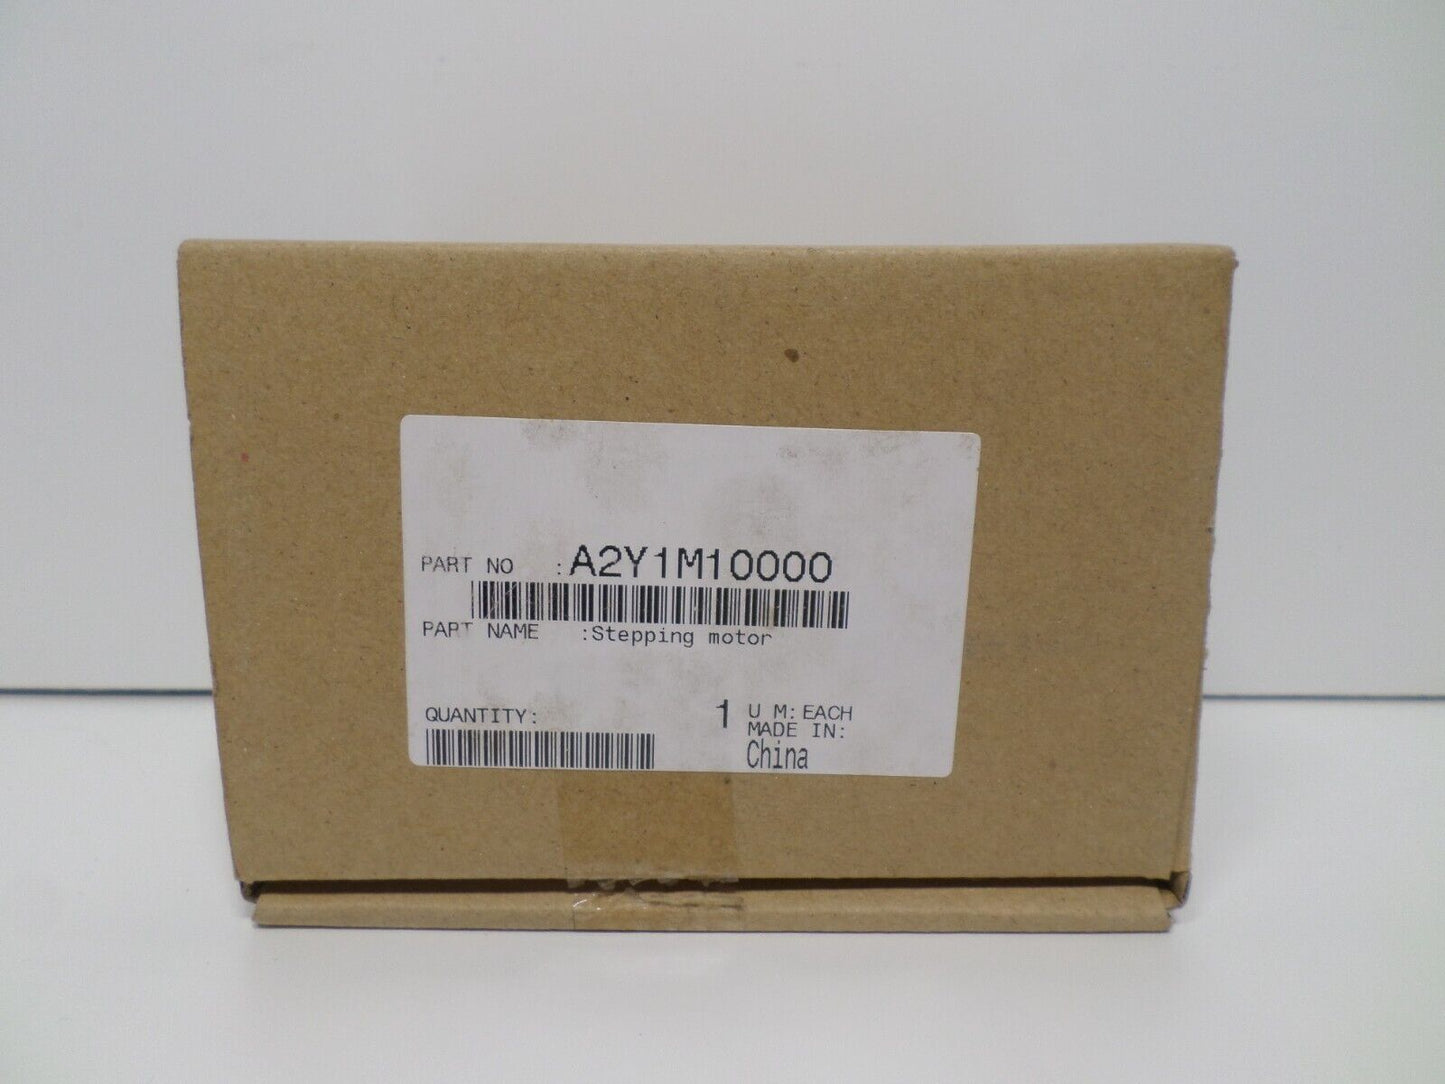 PART NO : A2Y1M10000
PART NAME :Stepping motor
QUANTITY: 1 U M: EACH
MADE IN:
China